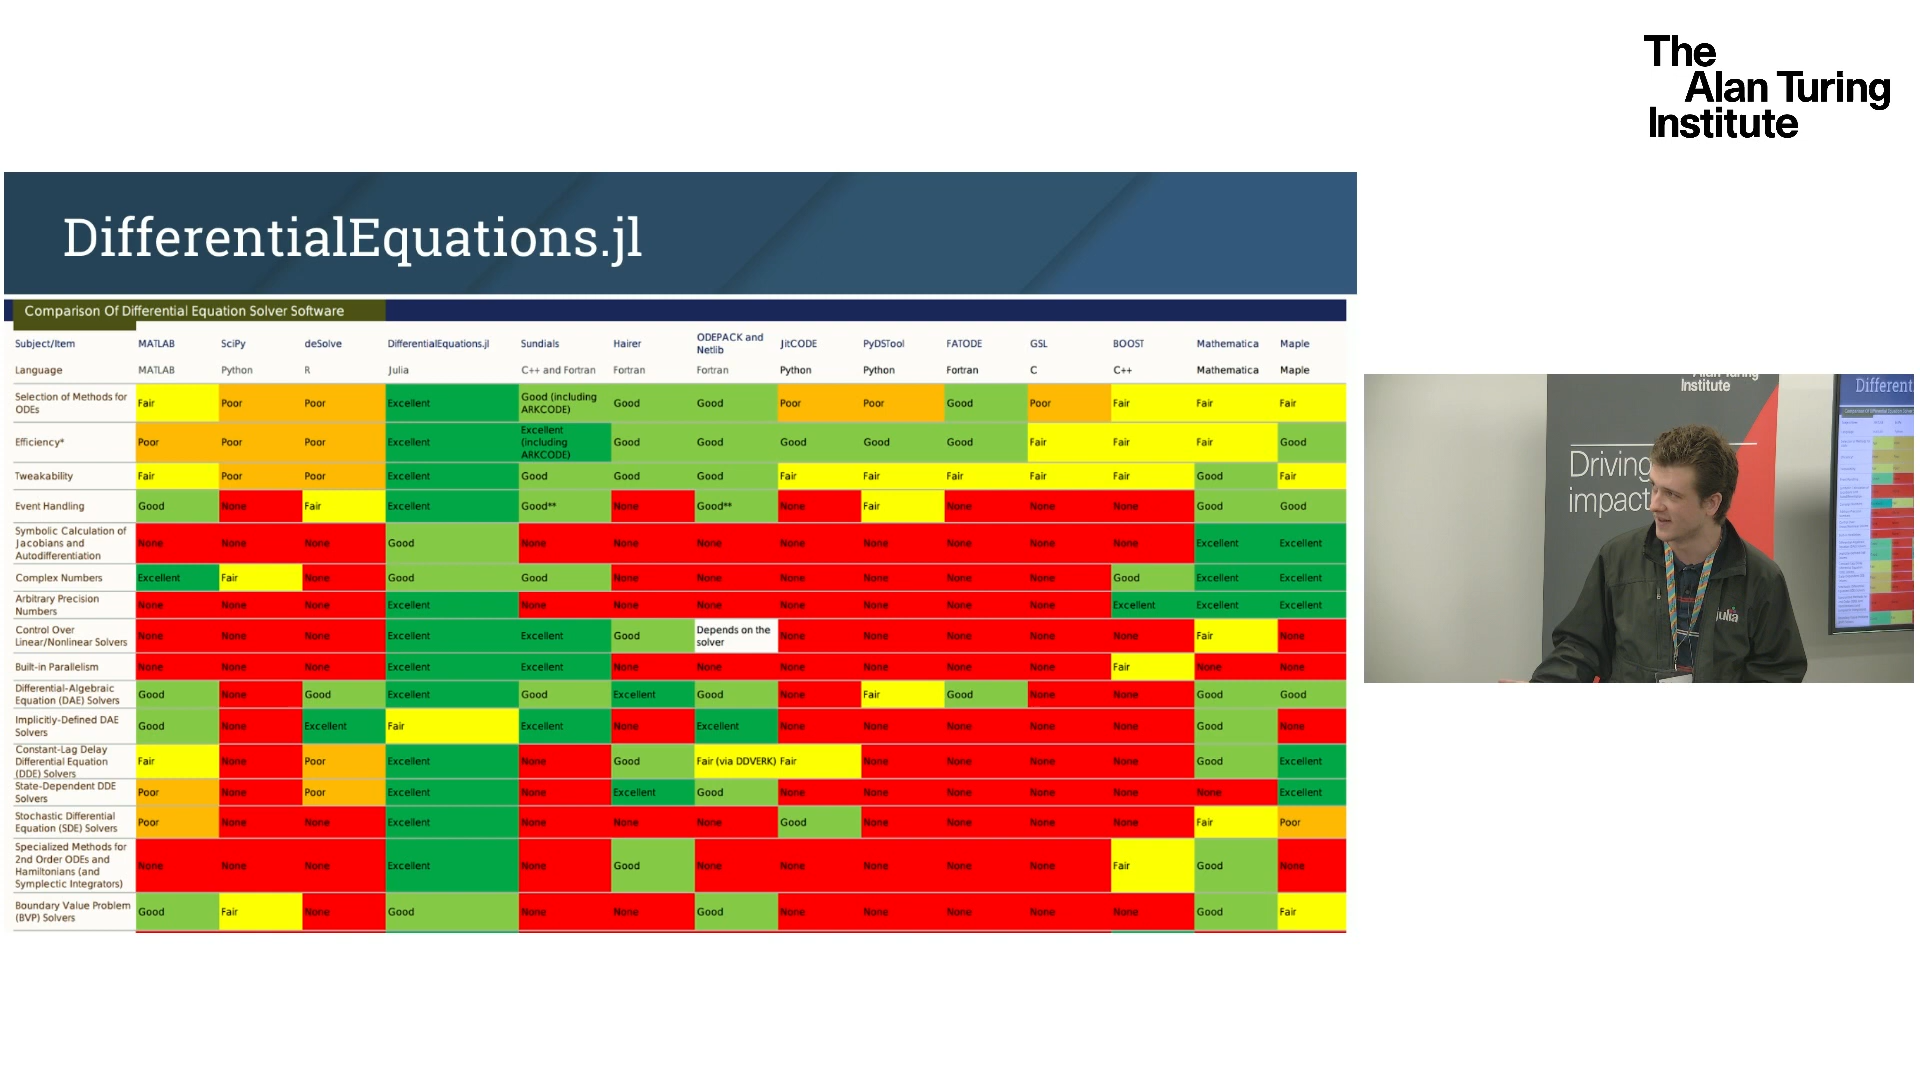 The
Alan Turing
Institute
DifferentialEquations.jl
Comparison Of Differential Equation Solver Software
Subject/Item MATLAB SciPy deSolve DifferentialEquations.jl Sundials Hairer ODEPACK and Netlib JitCODE PyDSTool FATODE GSL BOOST Mathematica Maple
Language MATLAB Python R Julia C++ and Fortran Fortran Fortran Python Python Fortran C C++ Mathematica Maple
Selection of Methods for ODEs Fair Poor Poor Excellent Good (including ARKCODE) Good Good Poor Poor Good Poor Fair Fair Fair
Efficiency* Poor Poor Poor Excellent Excellent (including ARKCODE) Good Good Good Good Good Fair Fair Fair Good
Tweakability Fair Poor Poor Excellent Good Good Good Fair Fair Fair Fair Fair Good Fair
Event Handling Good None Fair Excellent Good** None Good** None Fair None None None Good Good
Symbolic Calculation of Jacobians and Autodifferentiation None None None Good None None None None None None None None Excellent Excellent
Complex Numbers Excellent Fair None Good Good None None None None None None Good Excellent Excellent
Arbitrary Precision Numbers None None None Excellent None None None None None None None Excellent Excellent Excellent
Control Over Linear/Nonlinear Solvers None None None Excellent Excellent Good Depends on the solver None None None None None Fair None
Built-in Parallelism None None None Excellent Excellent None None None None None None Fair None None
Differential-Algebraic Equation (DAE) Solvers Good None Good Excellent Good Excellent Good None Fair Good None None Good Good
Implicitly-Defined DAE Solvers Good None Excellent Fair Excellent None Excellent None None None None None Good None
Constant-Lag Delay Differential Equation (DDE) Solvers Fair None Poor Excellent None Good Fair (via DDVERK) Fair None None None None Good Excellent
State-Dependent DDE Solvers Poor None Poor Excellent None Excellent Good None None None None None None Excellent
Stochastic Differential Equation (SDE) Solvers Poor None None Excellent None None None Good None None None None Fair Poor
Specialized Methods for 2nd Order ODEs and Hamiltonians (and Symplectic Integrators) None None None Excellent None Good None None None None None Fair Good None
Boundary Value Problem (BVP) Solvers Good Fair None Good None None Good None None None None None Good Fair
Institute
Driving
impact
julia
Different